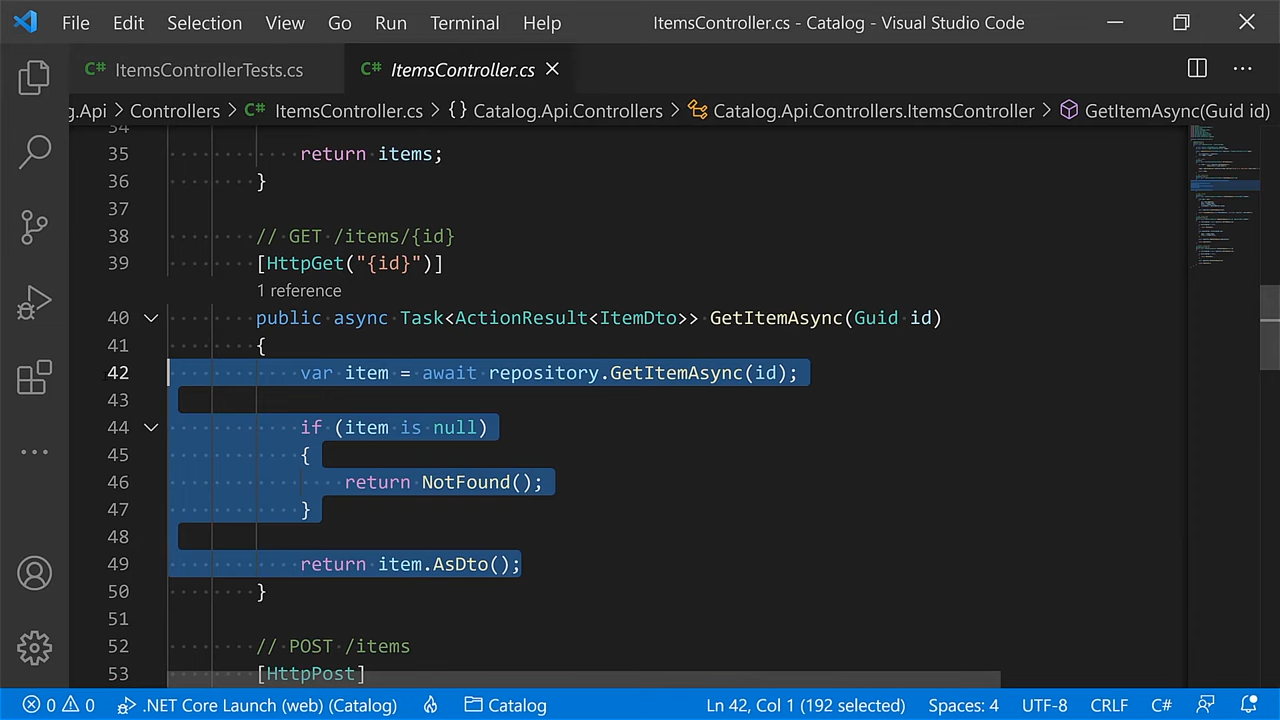 File Edit Selection View Go Run Terminal Help ItemsController.cs - Catalog - Visual Studio Code
C# ItemsControllerTests.cs C# ItemsController.cs
g.Api > Controllers > C# ItemsController.cs > {} Catalog.Api.Controllers > Catalog.Api.Controllers.ItemsController > GetItemAsync(Guid id)
34
35 return items;
36 }
37
38 // GET /items/{id}
39 [HttpGet("{id}")]
1 reference
40 public async Task<ActionResult<ItemDto>> GetItemAsync(Guid id)
41 {
42 var item = await repository.GetItemAsync(id);
43
44 if (item is null)
45 {
46 return NotFound();
47 }
48
49 return item.AsDto();
50 }
51
52 // POST /items
53 [HttpPost]
0 0 .NET Core Launch (web) (Catalog) Catalog Ln 42, Col 1 (192 selected) Spaces: 4 UTF-8 CRLF C#